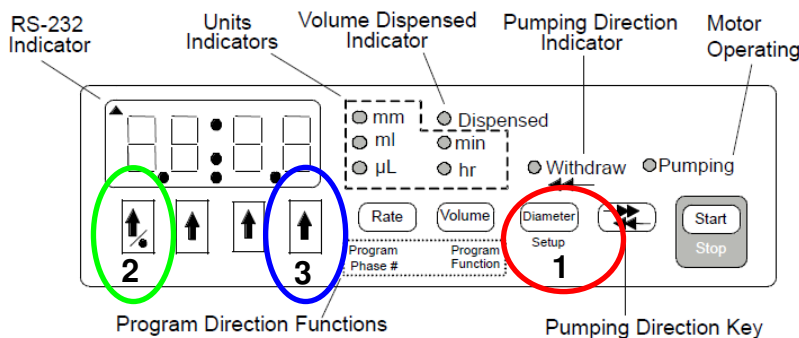 RS-232
Indicator
Units
Indicators
Volume Dispensed
Indicator
Pumping Direction
Indicator
Motor
Operating
mm
Dispensed
ml
min
µL
hr
Withdraw
Pumping
Rate
Volume
Diameter
Start
Setup
Stop
Program
Phase #
Program
Function
2
3
1
Program Direction Functions
Pumping Direction Key